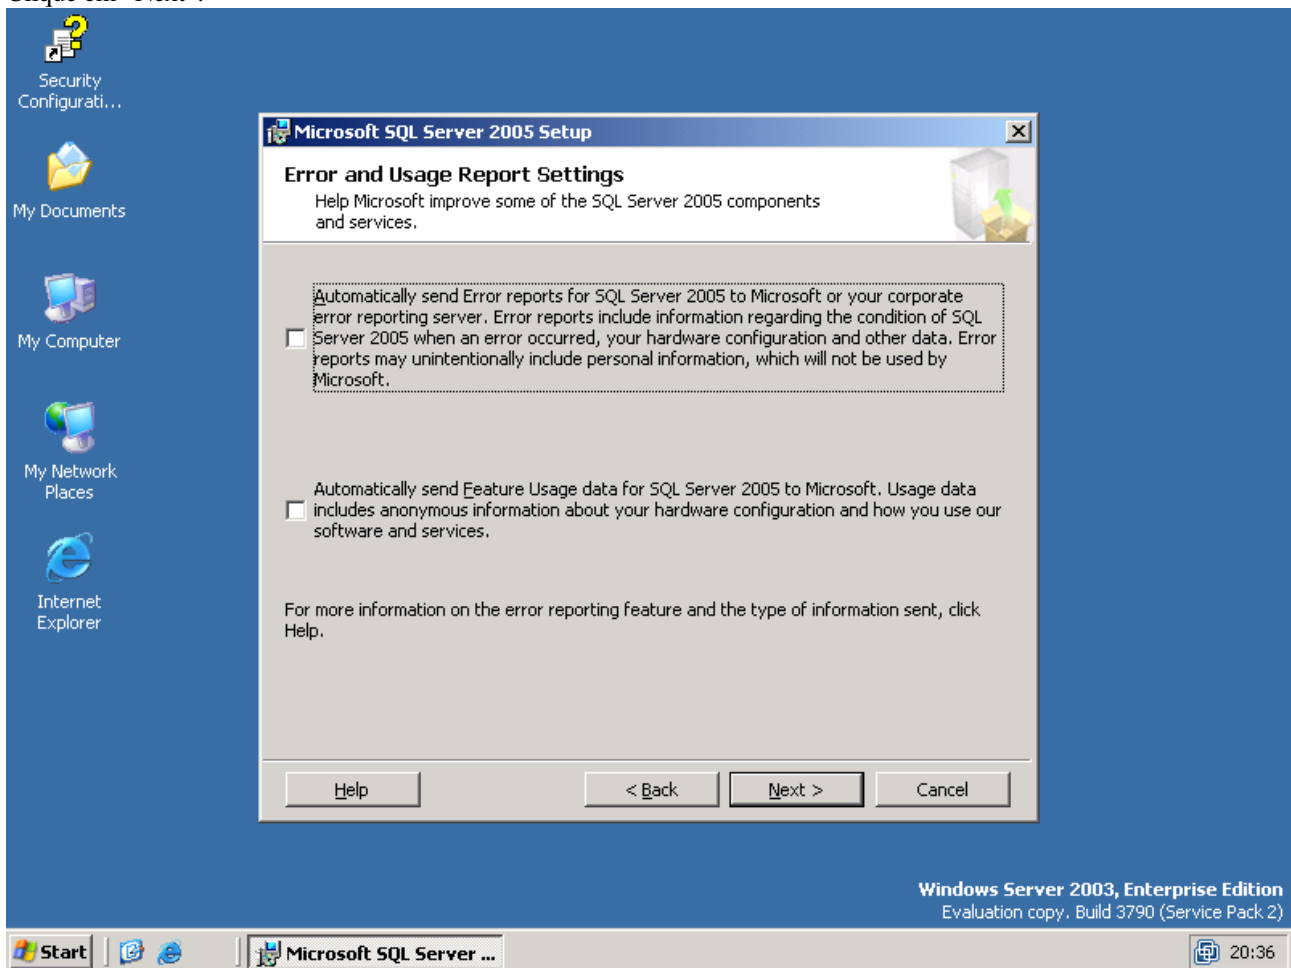 Security
Configurati...
My Documents
My Computer
My Network
Places
Internet
Explorer
Microsoft SQL Server 2005 Setup
Error and Usage Report Settings
Help Microsoft improve some of the SQL Server 2005 components
and services.
Automatically send Error reports for SQL Server 2005 to Microsoft or your corporate
error reporting server. Error reports include information regarding the condition of SQL
Server 2005 when an error occurred, your hardware configuration and other data. Error
reports may unintentionally include personal information, which will not be used by
Microsoft.
Automatically send Feature Usage data for SQL Server 2005 to Microsoft. Usage data
includes anonymous information about your hardware configuration and how you use our
software and services.
For more information on the error reporting feature and the type of information sent, click
Help.
Help
< Back
Next >
Cancel
Windows Server 2003, Enterprise Edition
Evaluation copy. Build 3790 (Service Pack 2)
Start
Microsoft SQL Server ...
20:36